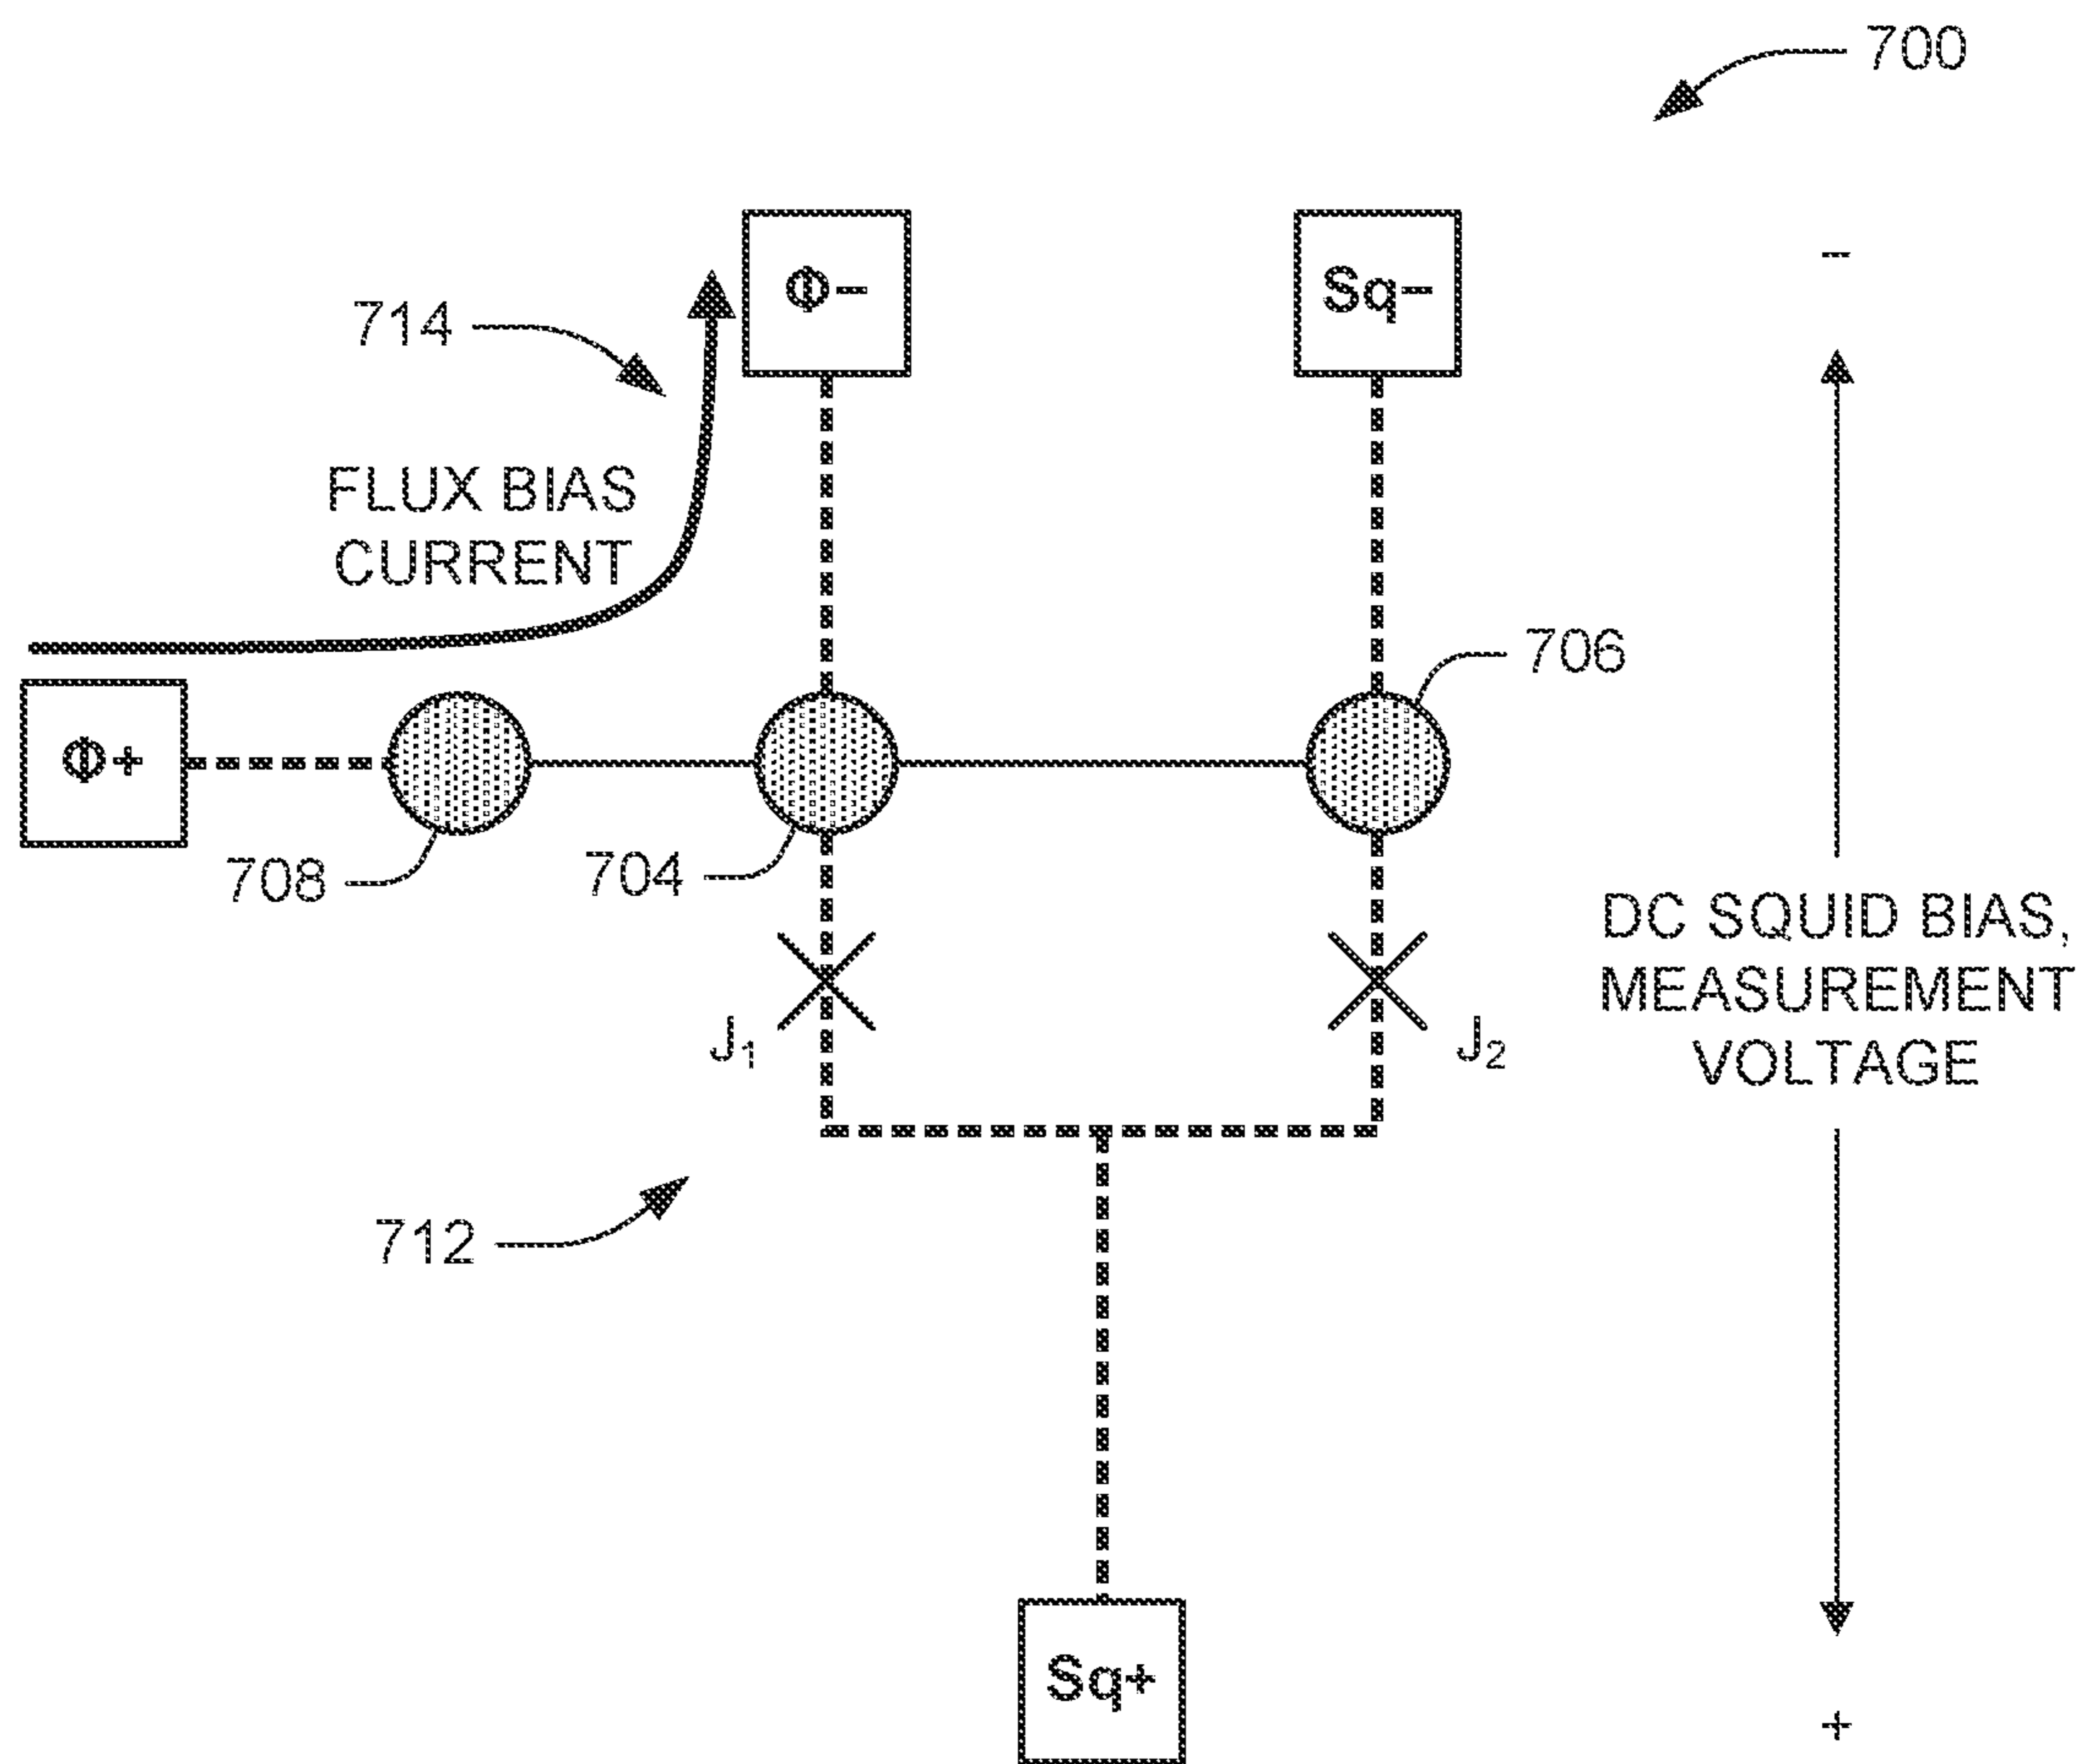 700
Φ-
Sq-
-
714
FLUX BIAS
CURRENT
706
Φ+
708
704
DC SQUID BIAS,
MEASUREMENT
VOLTAGE
J₁
J₂
712
Sq+
+